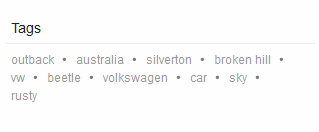 Tags
outback • australia • silverton • broken hill •
vw • beetle • volkswagen • car • sky •
rusty